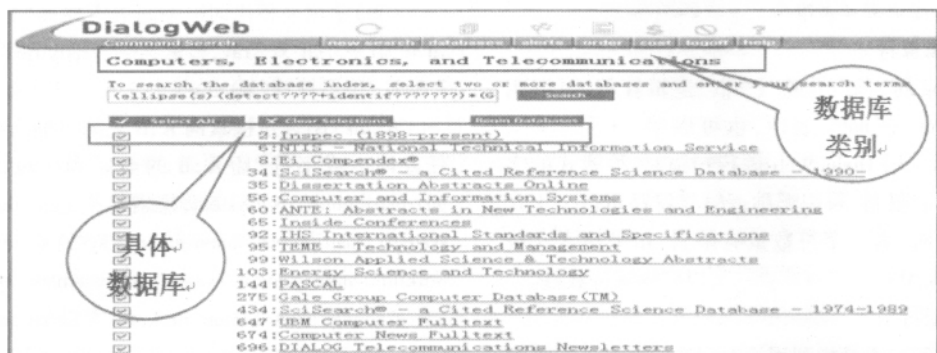 DialogWeb
Command Search new search databases alerts order cost logoff help
Computers, Electronics, and Telecommunications
To search the database index, select two or more databases and enter your search terms
(ellipse(s)(detect????+identif???????)*(G Search
Select All Clear Selections Begin Databases
2:Inspec (1898-present)
6:NTIS - National Technical Information Service
8:Ei Compendex®
34:SciSearch® - a Cited Reference Science Database - 1990-
35:Dissertation Abstracts Online
56:Computer and Information Systems
60:ANTE: Abstracts in New Technologies and Engineering
65:Inside Conferences
92:IHS International Standards and Specifications
95:TEME - Technology and Management
99:Wilson Applied Science & Technology Abstracts
103:Energy Science and Technology
144:PASCAL
275:Gale Group Computer Database(TM)
434:SciSearch® - a Cited Reference Science Database - 1974-1989
647:UBM Computer Fulltext
674:Computer News Fulltext
696:DIALOG Telecommunications Newsletters
数据库
类别
具体
数据库